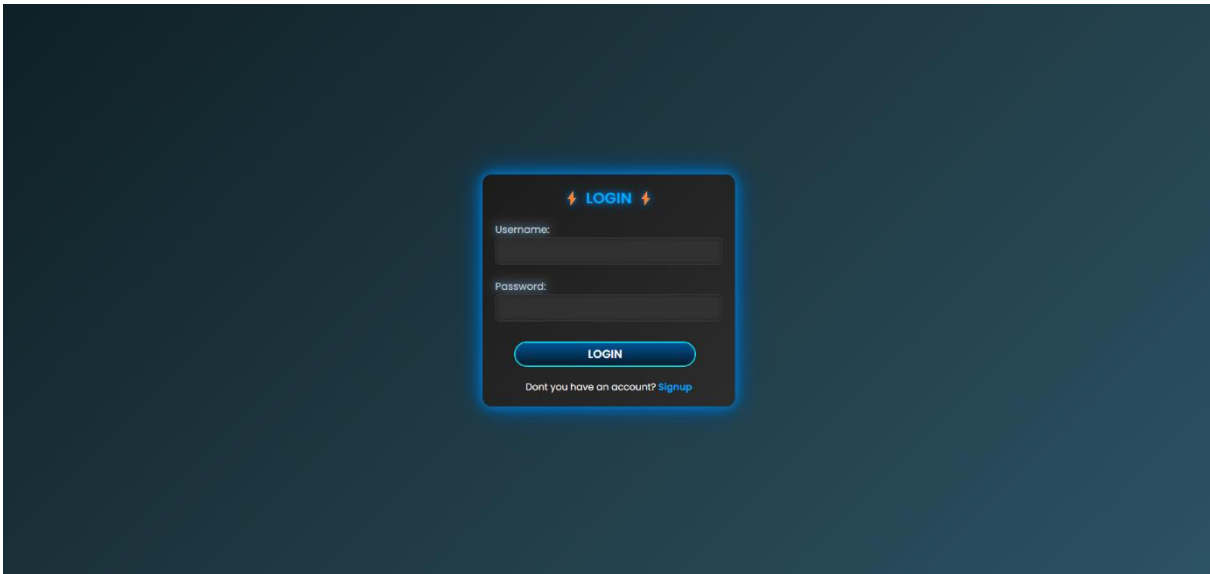 ⚡ LOGIN ⚡
Username:
Password:
LOGIN
Dont you have an account? Signup